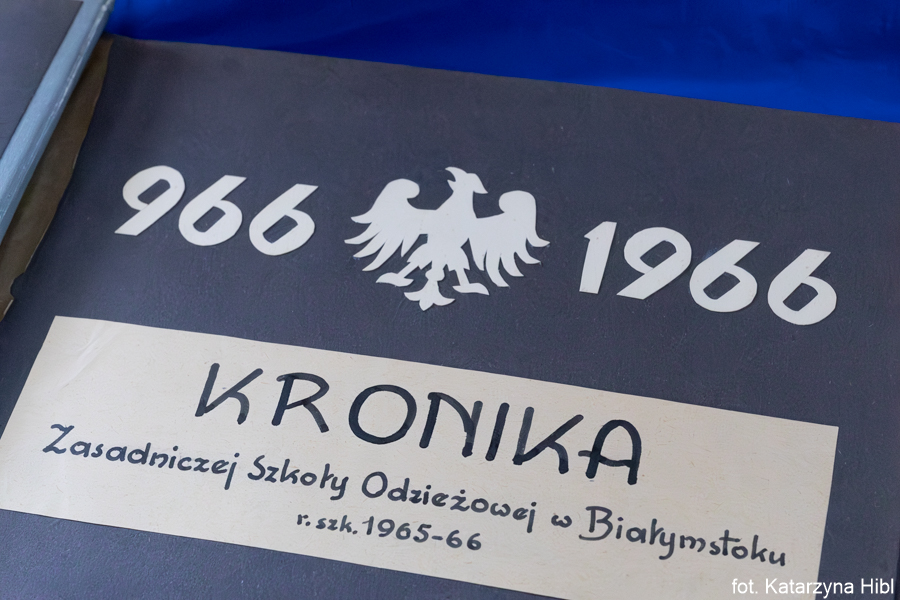 966 1966
KRONIKA
Zasadniczej Szkoły Odzieżowej w Białymstoku
r. szk. 1965-66
fot. Katarzyna Hibl